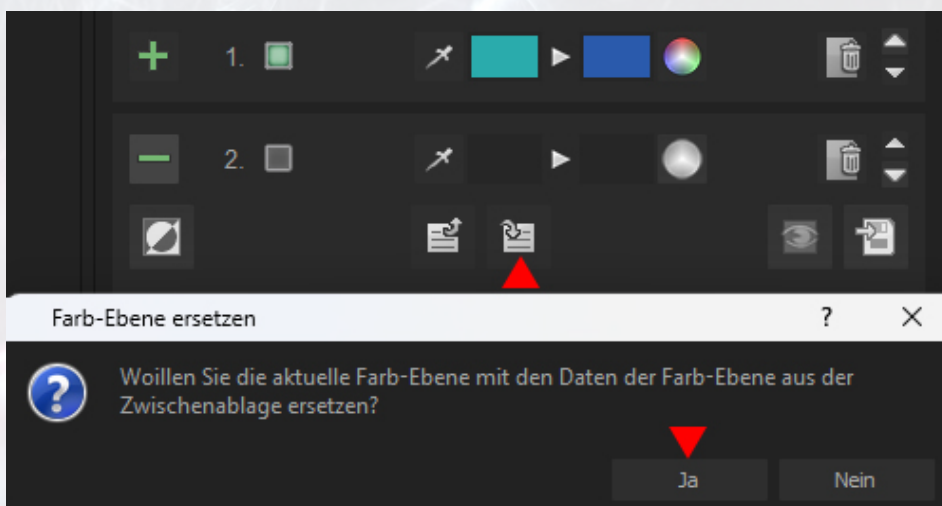 1.
2.
Farb-Ebene ersetzen
?
Woillen Sie die aktuelle Farb-Ebene mit den Daten der Farb-Ebene aus der
Zwischenablage ersetzen?
Ja Nein